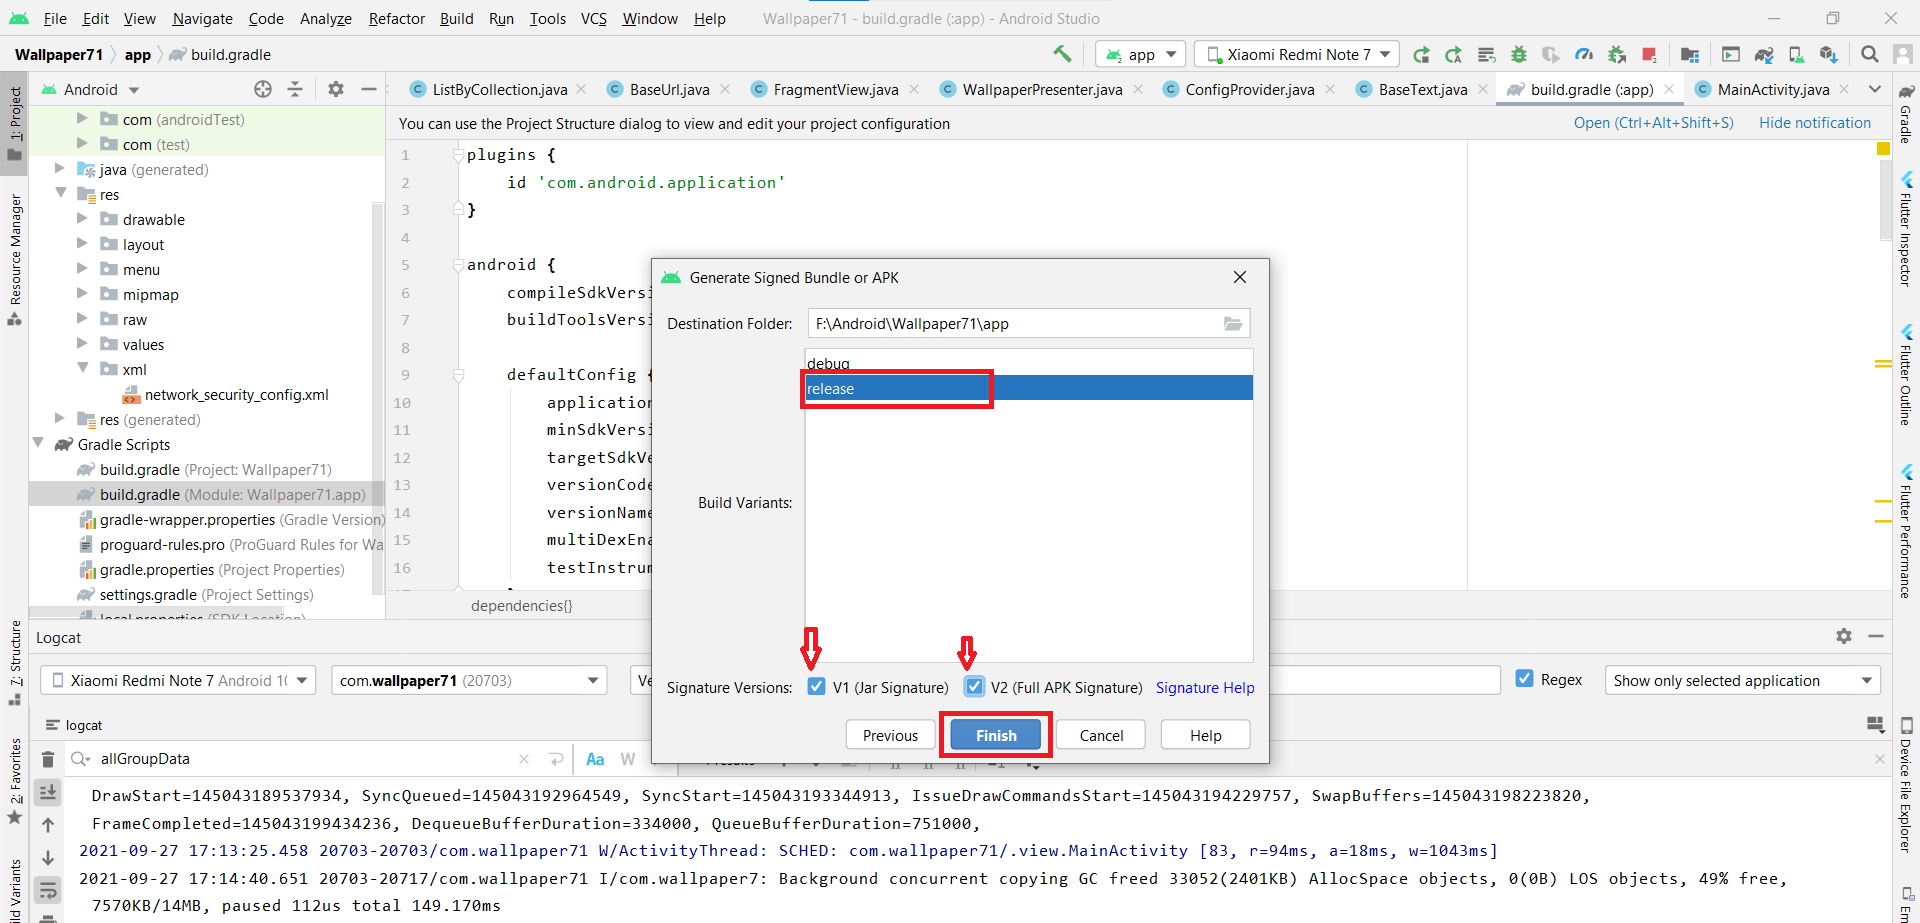 File Edit View Navigate Code Analyze Refactor Build Run Tools VCS Window Help Wallpaper71 - build.gradle (:app) - Android Studio
Wallpaper71 app build.gradle app Xiaomi Redmi Note 7
Android ListByCollection.java BaseUrl.java FragmentView.java WallpaperPresenter.java ConfigProvider.java BaseText.java build.gradle (:app) MainActivity.java
You can use the Project Structure dialog to view and edit your project configuration Open (Ctrl+Alt+Shift+S) Hide notification
1: Project
Resource Manager
7: Structure
2: Favorites
com (androidTest)
com (test)
java (generated)
res
drawable
layout
menu
mipmap
raw
values
xml
network_security_config.xml
res (generated)
Gradle Scripts
build.gradle (Project: Wallpaper71)
build.gradle (Module: Wallpaper71.app)
gradle-wrapper.properties (Gradle Version)
proguard-rules.pro (ProGuard Rules for Wa
gradle.properties (Project Properties)
settings.gradle (Project Settings)
local.properties (SDK Location)
1 plugins {
2 id 'com.android.application'
3 }
4
5 android {
6 compileSdkVersi
7 buildToolsVersi
8
9 defaultConfig {
10 application
11 minSdkVersi
12 targetSdkVe
13 versionCode
14 versionName
15 multiDexEna
16 testInstrum
dependencies{}
Generate Signed Bundle or APK
Destination Folder: F:\Android\Wallpaper71\app
debug
release
Build Variants:
Signature Versions: V1 (Jar Signature) V2 (Full APK Signature) Signature Help
Previous Finish Cancel Help
Gradle
Flutter Inspector
Flutter Outline
Flutter Performance
Device File Explorer
Em
Logcat
Xiaomi Redmi Note 7 Android 10 com.wallpaper71 (20703) Ve Regex Show only selected application
logcat
allGroupData Aa W
DrawStart=145043189537934, SyncQueued=145043192964549, SyncStart=145043193344913, IssueDrawCommandsStart=145043194229757, SwapBuffers=145043198223820,
FrameCompleted=145043199434236, DequeueBufferDuration=334000, QueueBufferDuration=751000,
2021-09-27 17:13:25.458 20703-20703/com.wallpaper71 W/ActivityThread: SCHED: com.wallpaper71/.view.MainActivity [83, r=94ms, a=18ms, w=1043ms]
2021-09-27 17:14:40.651 20703-20717/com.wallpaper71 I/com.wallpaper7: Background concurrent copying GC freed 33052(2401KB) AllocSpace objects, 0(0B) LOS objects, 49% free,
7570KB/14MB, paused 112us total 149.170ms
ild Variants